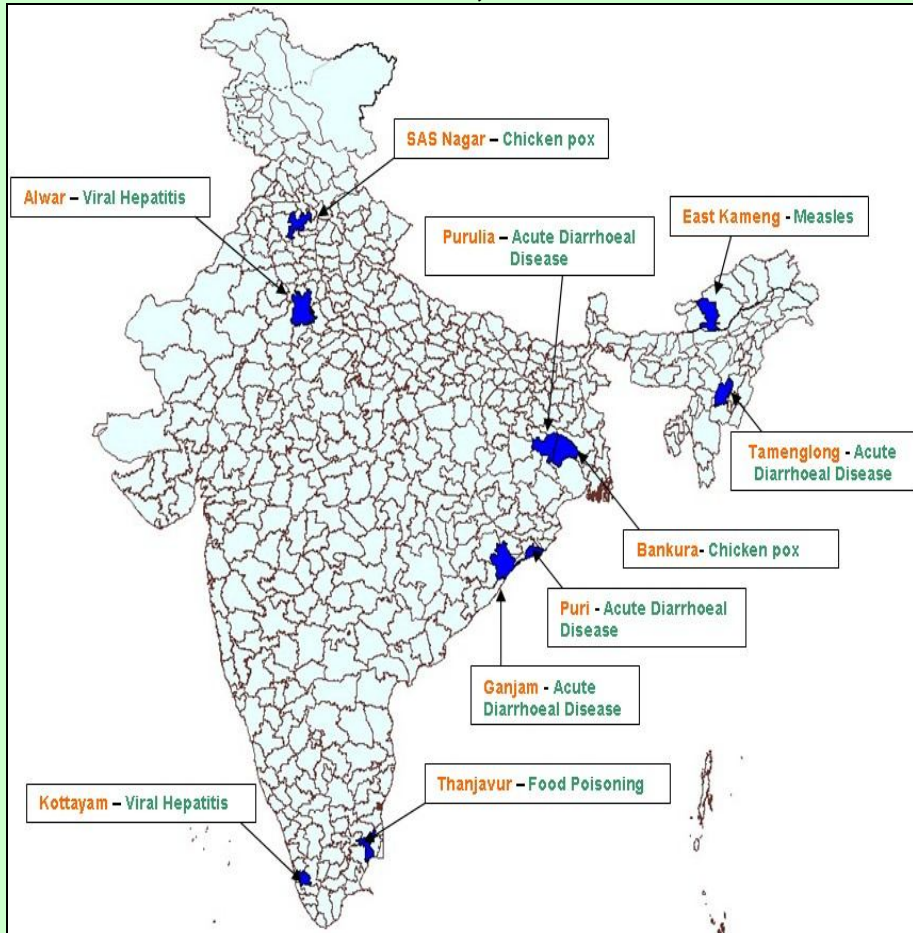 SAS Nagar – Chicken pox
Alwar – Viral Hepatitis
East Kameng - Measles
Purulia – Acute Diarrhoeal
Disease
Tamenglong - Acute
Diarrhoeal Disease
Bankura- Chicken pox
Puri - Acute Diarrhoeal
Disease
Ganjam - Acute
Diarrhoeal Disease
Thanjavur – Food Poisoning
Kottayam – Viral Hepatitis